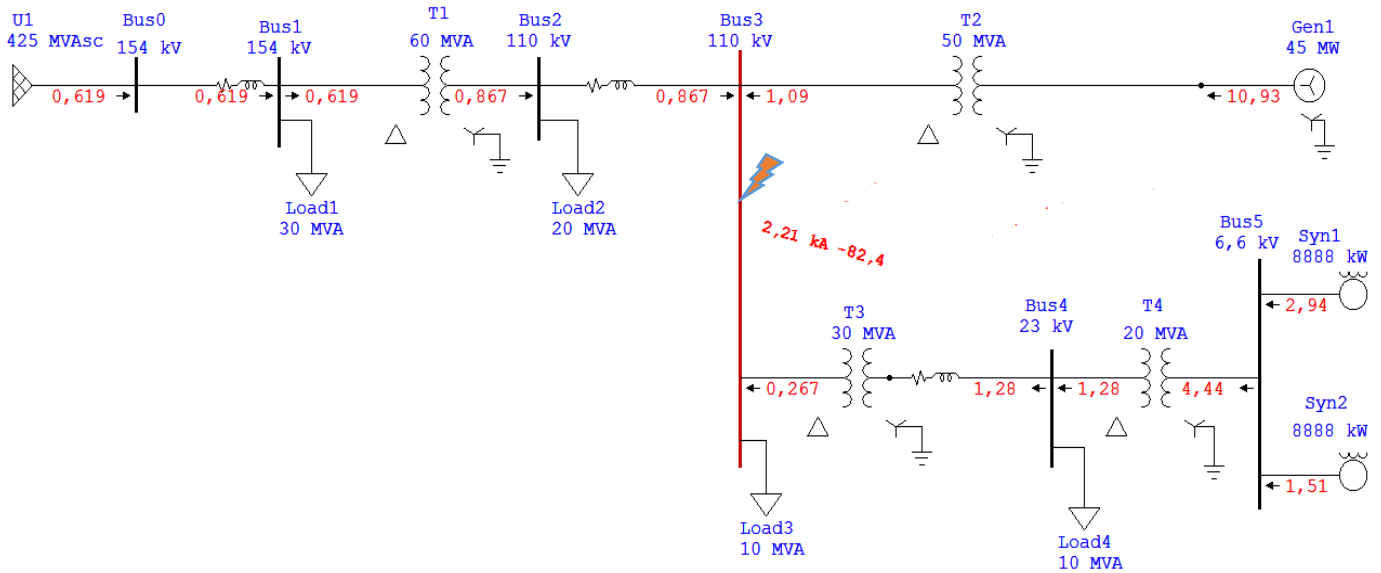 U1
425 MVAsc
Bus0
154 kV
Bus1
154 kV
T1
60 MVA
Bus2
110 kV
Bus3
110 kV
T2
50 MVA
Gen1
45 MW
0,619
0,619
0,619
0,867
0,867
1,09
10,93
Load1
30 MVA
Load2
20 MVA
2,21 kA -82,4
Bus5
6,6 kV
Syn1
8888 kW
2,94
T3
30 MVA
Bus4
23 kV
T4
20 MVA
0,267
1,28
1,28
4,44
Syn2
8888 kW
1,51
Load3
10 MVA
Load4
10 MVA